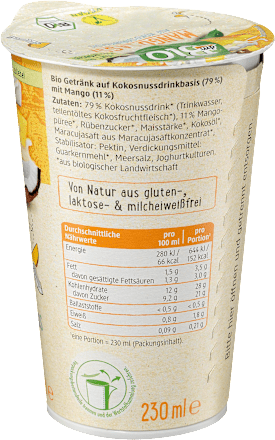 Bio
Bio Getränk auf Kokosnussdrinkbasis (79%)
mit Mango (11%)
Zutaten: 79% Kokosnussdrink* (Trinkwasser,
teilentöltes Kokosfruchtfleisch*), 11% Mango-
püree*, Rübenzucker*, Maisstärke*, Kokosöl*,
Maracujasaft aus Maracujasaftkonzentrat*,
Stabilisator: Pektin, Verdickungsmittel:
Guarkernmehl*, Meersalz, Joghurtkulturen.
*aus biologischer Landwirtschaft
Von Natur aus gluten-,
laktose- & milcheiweißfrei
Durchschnittliche Nährwerte pro 100 ml pro Portion*
Energie 280 kJ/ 66 kcal 644 kJ/ 152 kcal
Fett 1,5 g 3,5 g
davon gesättigte Fettsäuren 1,3 g 3,0 g
Kohlenhydrate 12 g 28 g
davon Zucker 9,2 g 21 g
Ballaststoffe <0,5 g <0,5 g
Eiweiß 0,8 g 1,8 g
Salz 0,09 g 0,21 g
eine Portion = 230 ml (Packungsinhalt)
230 ml e